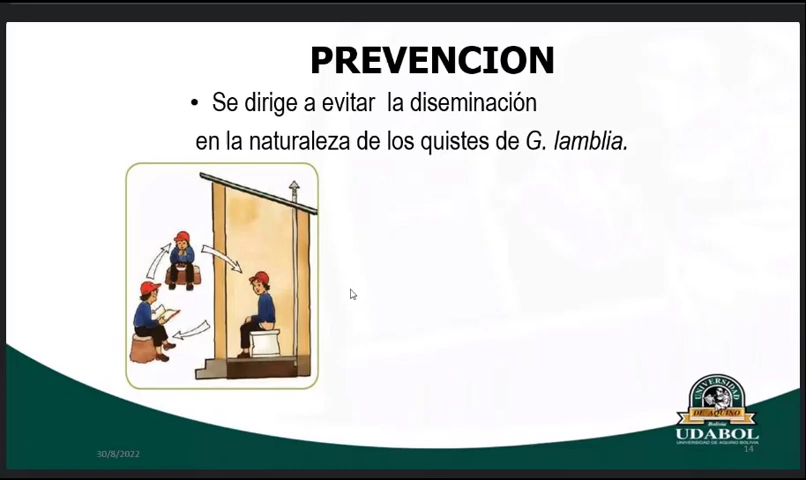 PREVENCION
• Se dirige a evitar la diseminación
en la naturaleza de los quistes de G. lamblia.
UNIVERSIDAD
DE AQUINO
Bolivia
UDABOL
UNIVERSIDAD DE AQUINO BOLIVIA
30/8/2022
14